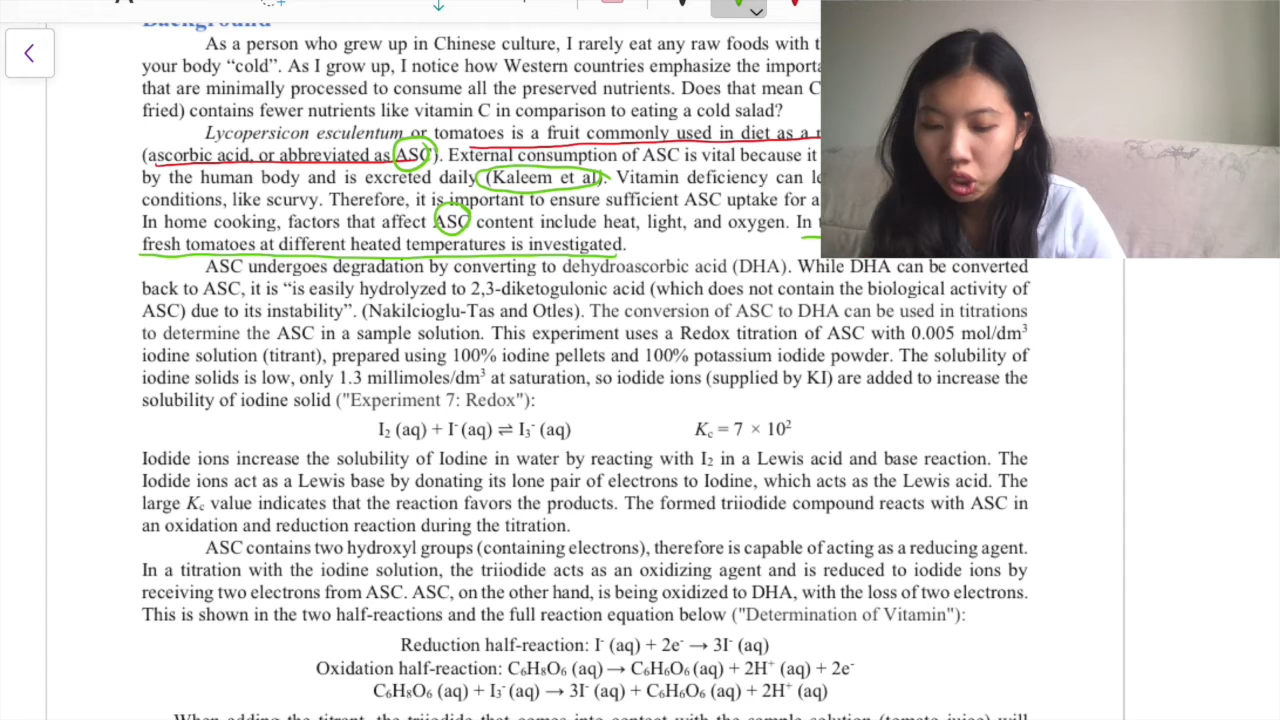 Background
As a person who grew up in Chinese culture, I rarely eat any raw foods with
your body “cold”. As I grow up, I notice how Western countries emphasize the
that are minimally processed to consume all the preserved nutrients. Does that mean
fried) contains fewer nutrients like vitamin C in comparison to eating a cold salad?
Lycopersicon esculentum or tomatoes is a fruit commonly used in diet as a
(ascorbic acid, or abbreviated as ASC). External consumption of ASC is vital because it
by the human body and is excreted daily (Kaleem et al). Vitamin deficiency can
conditions, like scurvy. Therefore, it is important to ensure sufficient ASC uptake for
In home cooking, factors that affect ASC content include heat, light, and oxygen. In
fresh tomatoes at different heated temperatures is investigated.
ASC undergoes degradation by converting to dehydroascorbic acid (DHA). While DHA can be converted
back to ASC, it is “is easily hydrolyzed to 2,3-diketogulonic acid (which does not contain the biological activity of
ASC) due to its instability”. (Nakilcioglu-Tas and Otles). The conversion of ASC to DHA can be used in titrations
to determine the ASC in a sample solution. This experiment uses a Redox titration of ASC with 0.005 mol/dm³
iodine solution (titrant), prepared using 100% iodine pellets and 100% potassium iodide powder. The solubility of
iodine solids is low, only 1.3 millimoles/dm³ at saturation, so iodide ions (supplied by KI) are added to increase the
solubility of iodine solid ("Experiment 7: Redox"):
I₂ (aq) + I⁻ (aq) ⇌ I₃⁻ (aq) K꜀ = 7 × 10²
Iodide ions increase the solubility of Iodine in water by reacting with I₂ in a Lewis acid and base reaction. The
Iodide ions act as a Lewis base by donating its lone pair of electrons to Iodine, which acts as the Lewis acid. The
large K꜀ value indicates that the reaction favors the products. The formed triiodide compound reacts with ASC in
an oxidation and reduction reaction during the titration.
ASC contains two hydroxyl groups (containing electrons), therefore is capable of acting as a reducing agent.
In a titration with the iodine solution, the triiodide acts as an oxidizing agent and is reduced to iodide ions by
receiving two electrons from ASC. ASC, on the other hand, is being oxidized to DHA, with the loss of two electrons.
This is shown in the two half-reactions and the full reaction equation below ("Determination of Vitamin"):
Reduction half-reaction: I⁻ (aq) + 2e⁻ → 3I⁻ (aq)
Oxidation half-reaction: C₆H₈O₆ (aq) → C₆H₆O₆ (aq) + 2H⁺ (aq) + 2e⁻
C₆H₈O₆ (aq) + I₃⁻ (aq) → 3I⁻ (aq) + C₆H₆O₆ (aq) + 2H⁺ (aq)
When adding the titrant, the triiodide that comes into contact with the sample solution (tomato juice) will